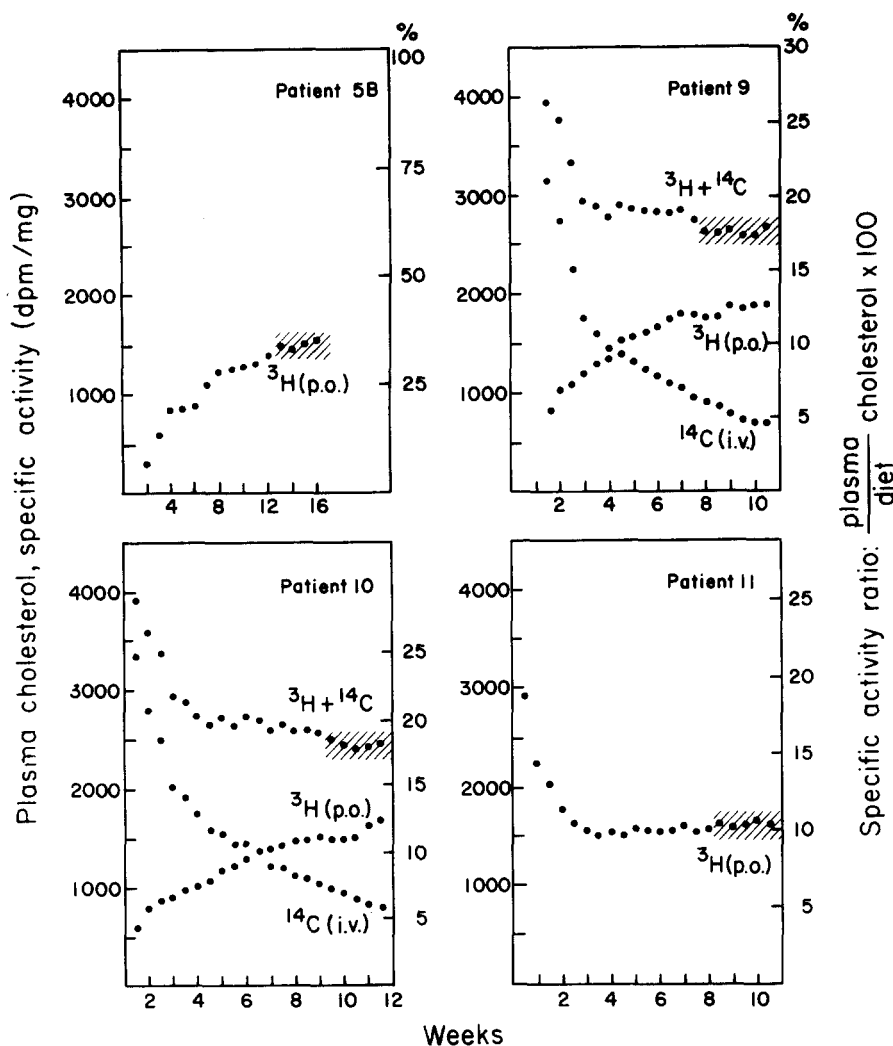 Plasma cholesterol, specific activity (dpm/mg)
%
100
4000
Patient 5B
75
3000
50
2000
25
1000
³H(p.o.)
4 8 12 16
%
30
4000
Patient 9
25
³H+¹⁴C
3000
20
15
2000
³H(p.o.)
10
1000
¹⁴C(i.v.)
5
2 4 6 8 10
4000
Patient 10
25
3000
³H+¹⁴C
20
2000
15
³H(p.o.)
10
1000
¹⁴C(i.v.)
5
2 4 6 8 10 12
4000
Patient 11
25
3000
20
15
2000
10
³H(p.o.)
1000
5
2 4 6 8 10
Weeks
Specific activity ratio: plasma/diet cholesterol x 100